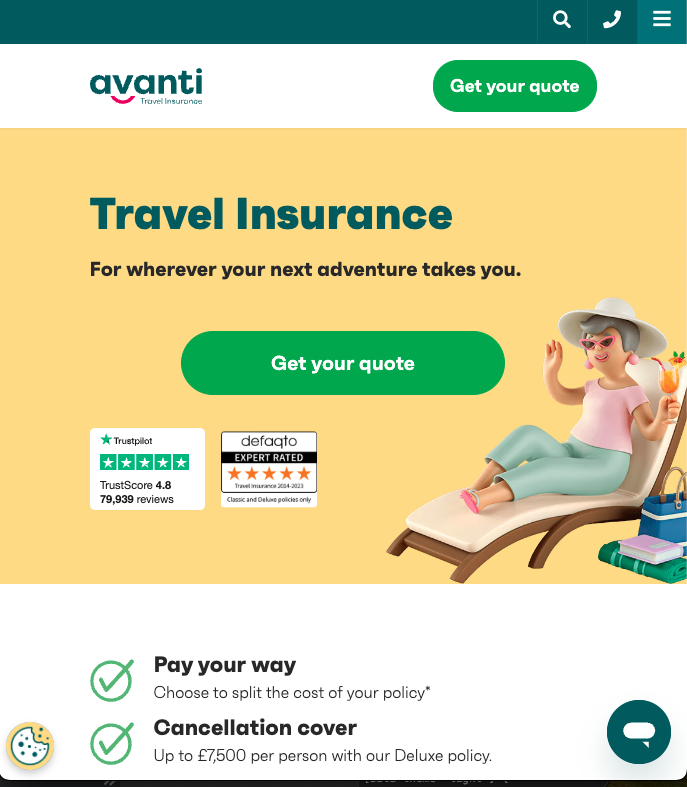 avanti
Travel Insurance
Get your quote
Travel Insurance
For wherever your next adventure takes you.
Get your quote
Trustpilot
TrustScore 4.8
79,939 reviews
defaqto
EXPERT RATED
Travel Insurance 2014-2023
Classic and Deluxe policies only
Pay your way
Choose to split the cost of your policy*
Cancellation cover
Up to £7,500 per person with our Deluxe policy.